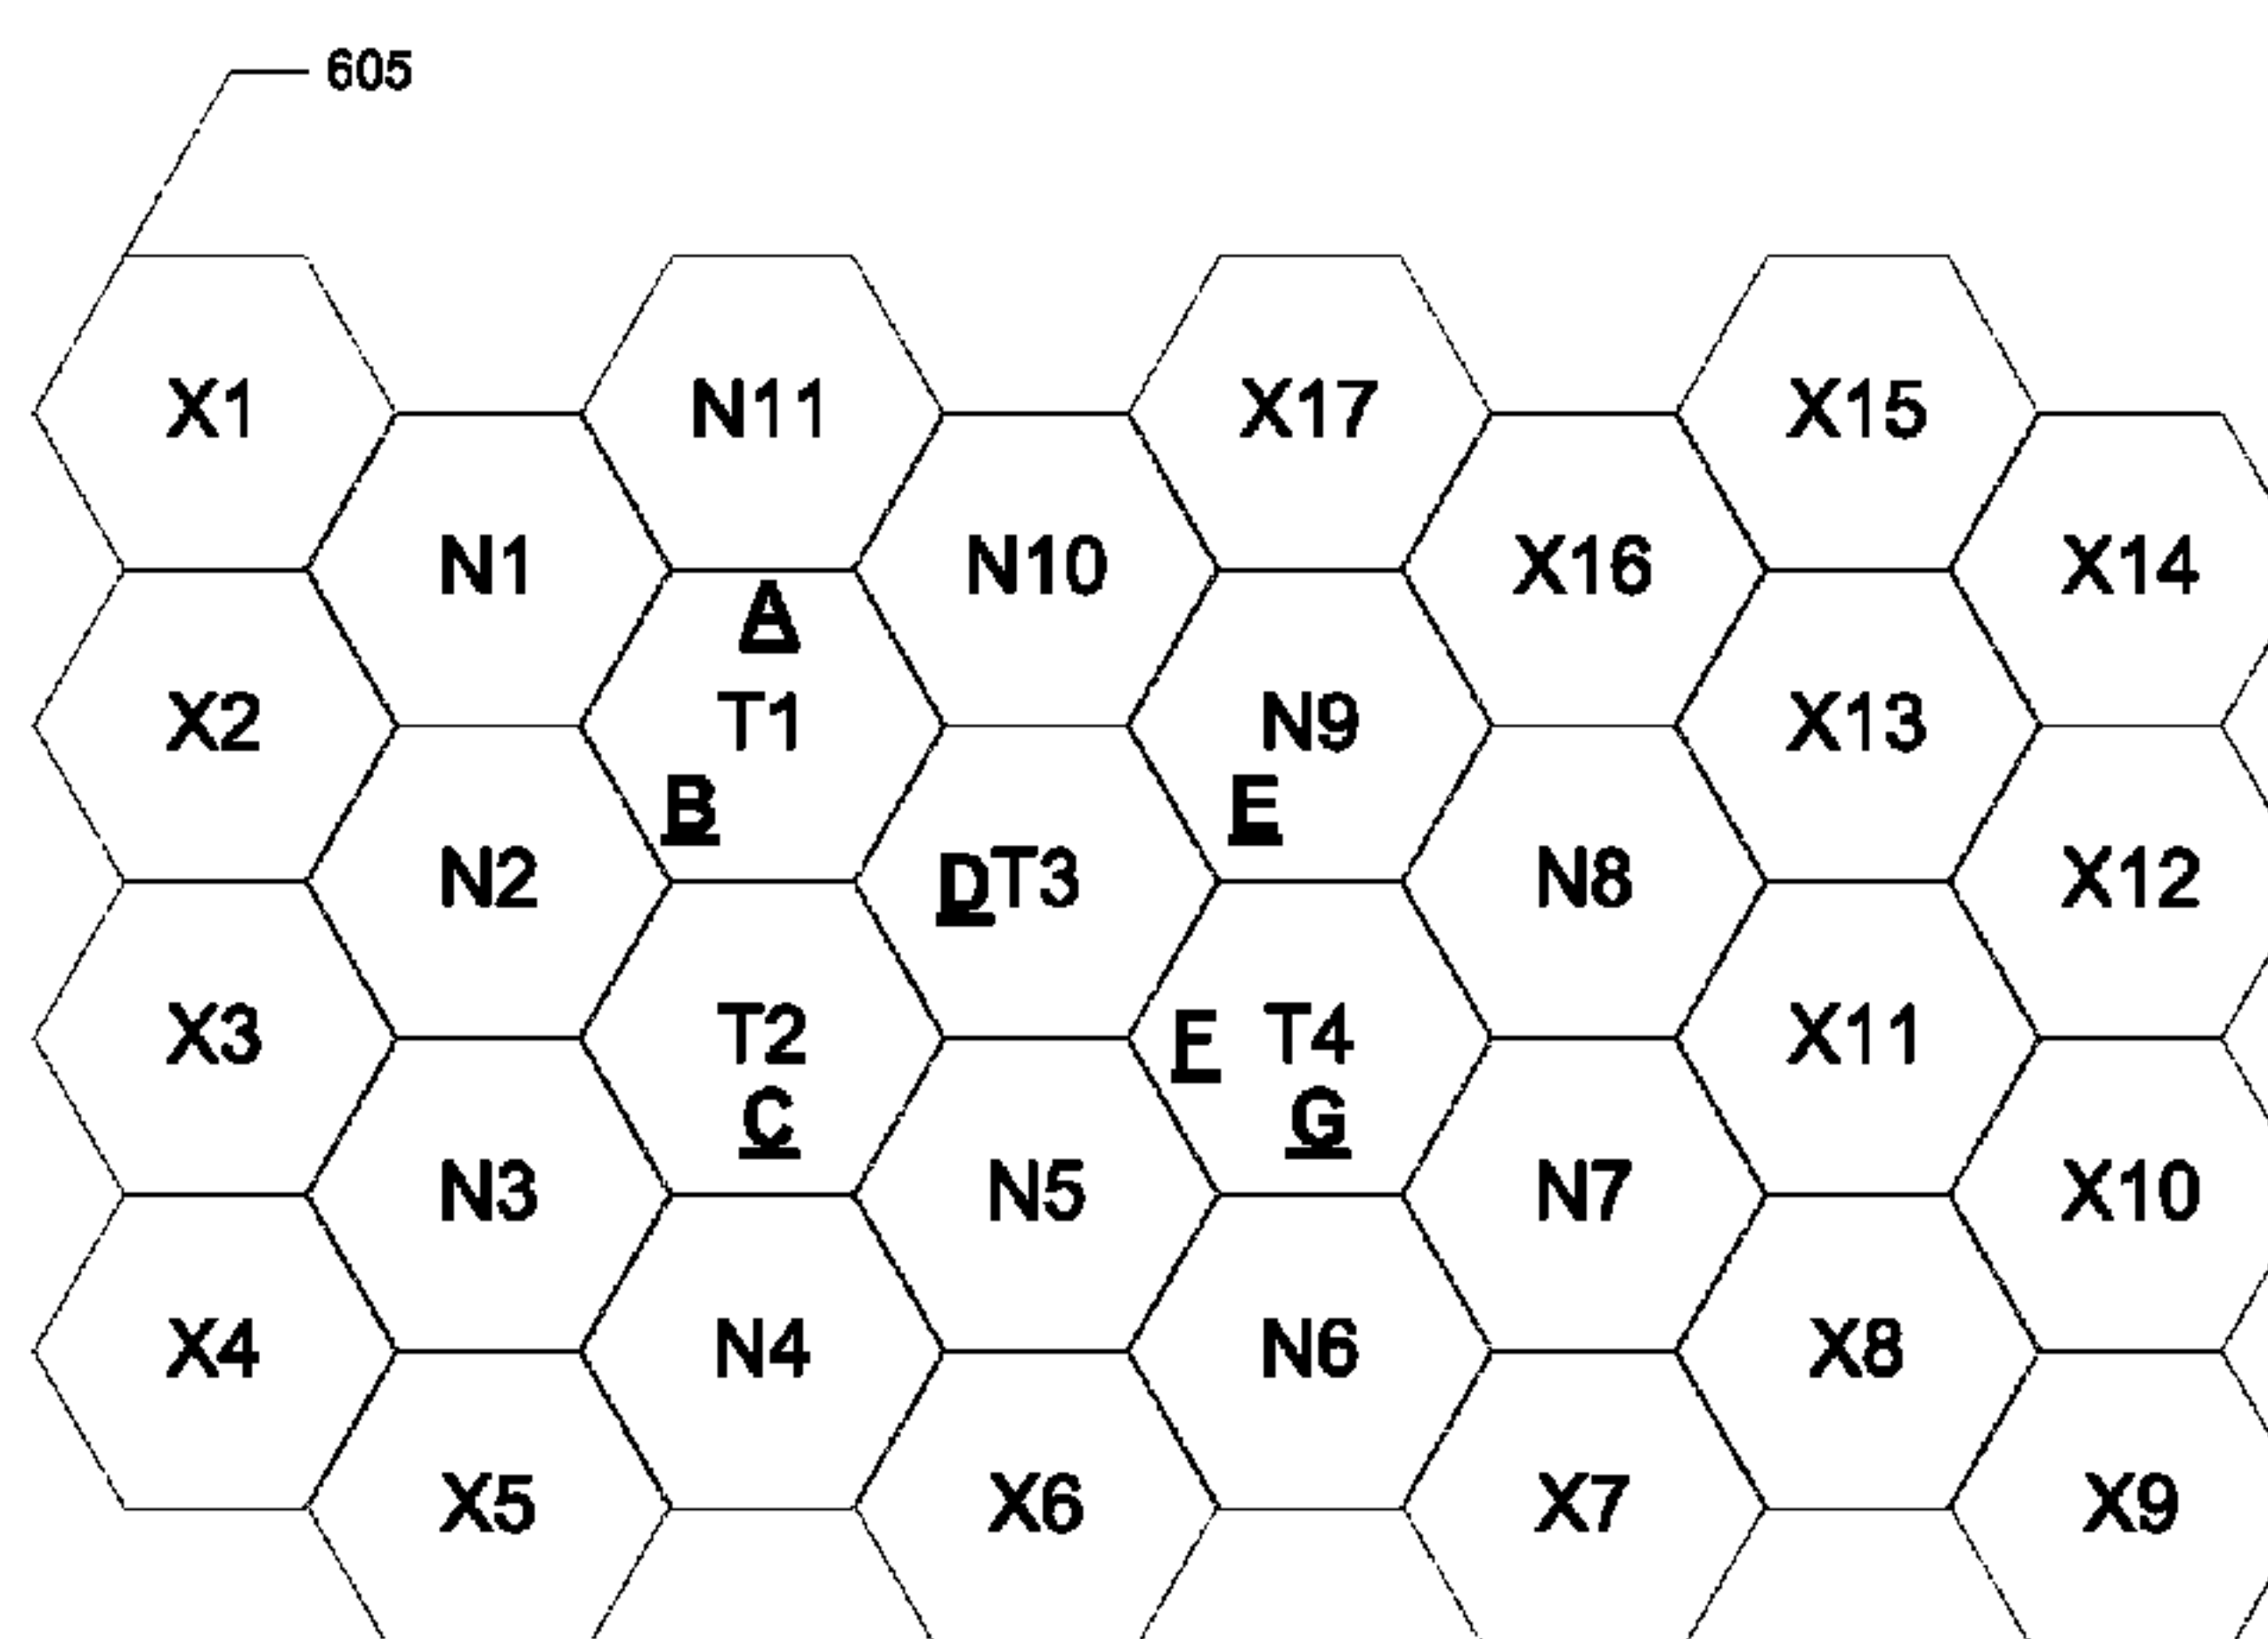 605
X1 N11 X17 X15
N1 N10 X16 X14
A
X2 T1 N9 X13
B E
N2 D T3 N8 X12
X3 T2 F T4 X11
C G
N3 N5 N7 X10
X4 N4 N6 X8
X5 X6 X7 X9